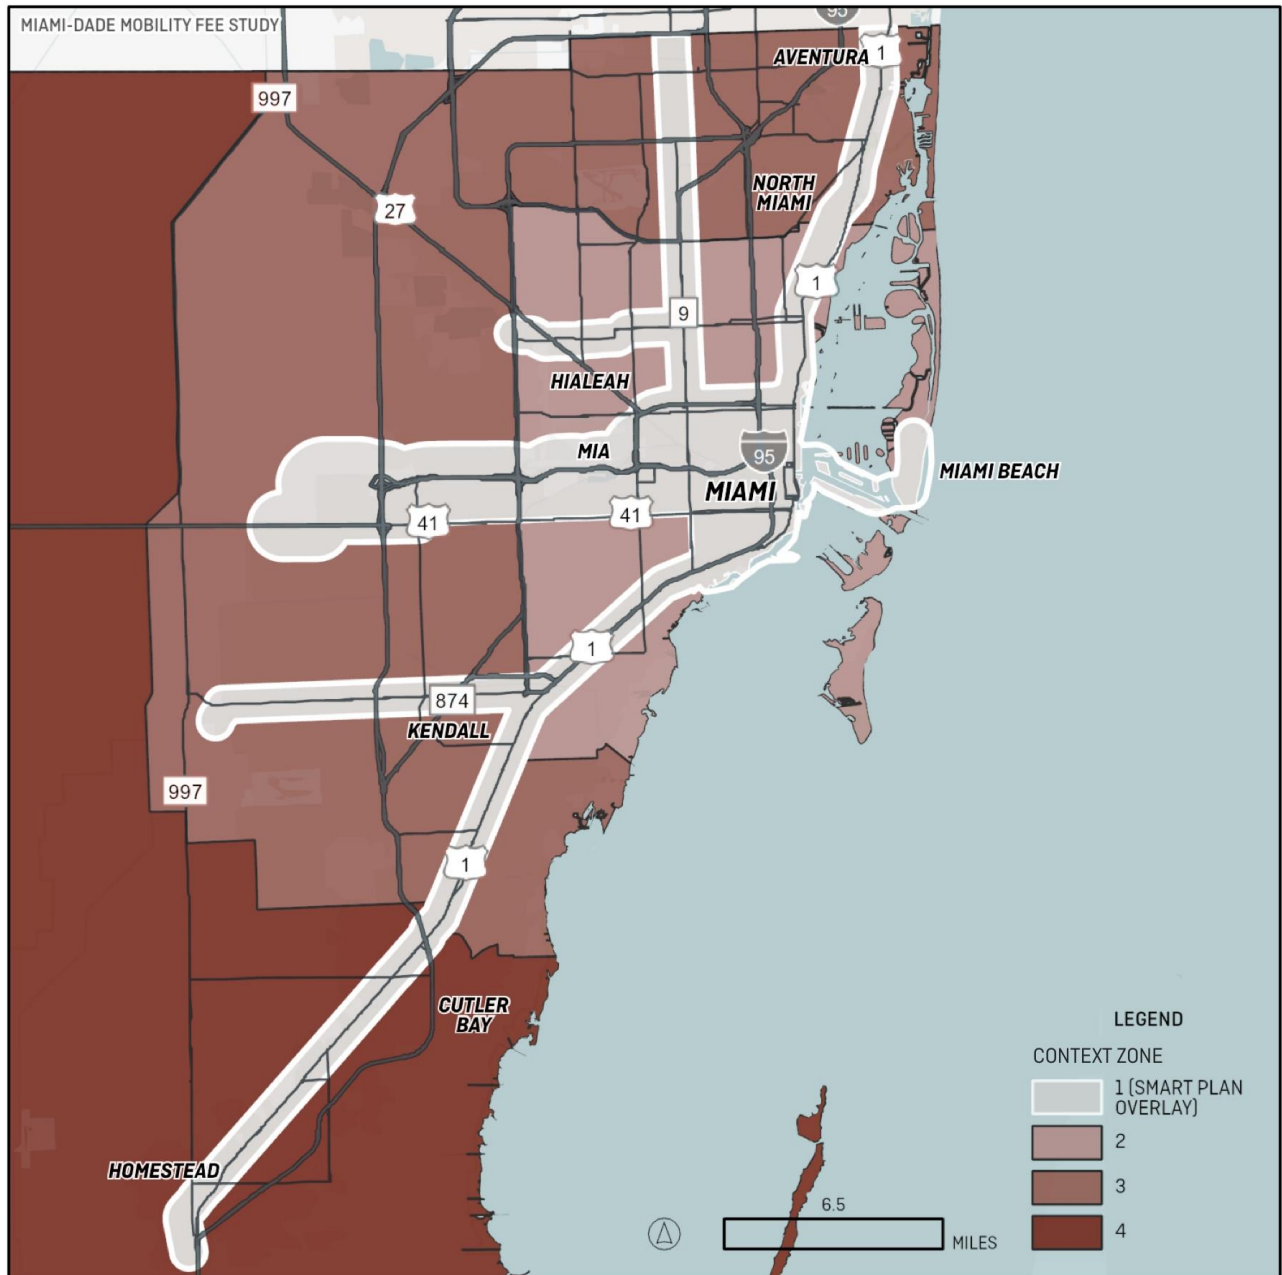 MIAMI-DADE MOBILITY FEE STUDY
95
AVENTURA
1
997
NORTH
MIAMI
27
1
9
HIALEAH
MIA
95
MIAMI BEACH
MIAMI
41
41
1
874
KENDALL
997
1
CUTLER
BAY
LEGEND
CONTEXT ZONE
1 (SMART PLAN
OVERLAY)
2
HOMESTEAD
3
6.5
4
MILES